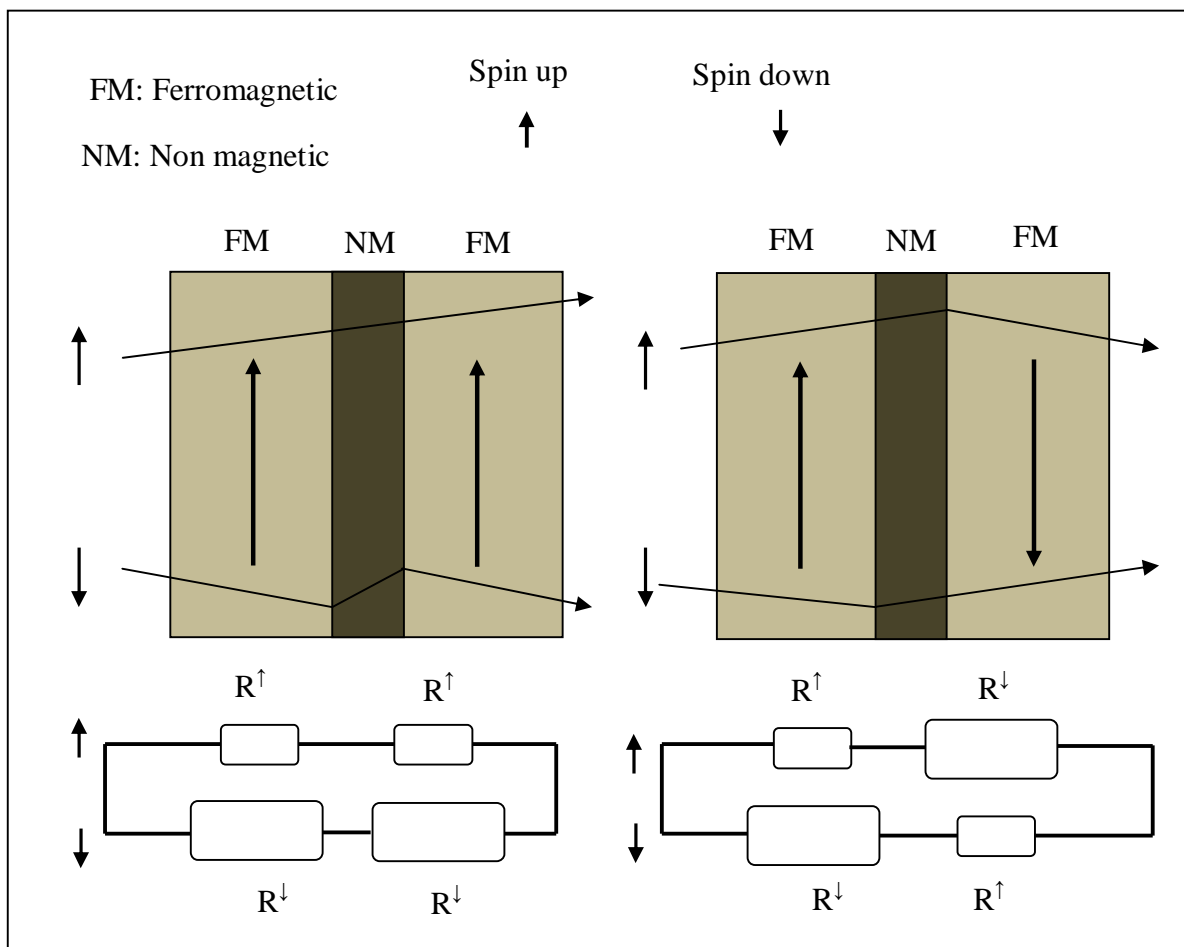 Spin up Spin down
FM: Ferromagnetic
NM: Non magnetic
FM NM FM FM NM FM
R↑ R↑ R↑ R↓
R↓ R↓ R↓ R↑